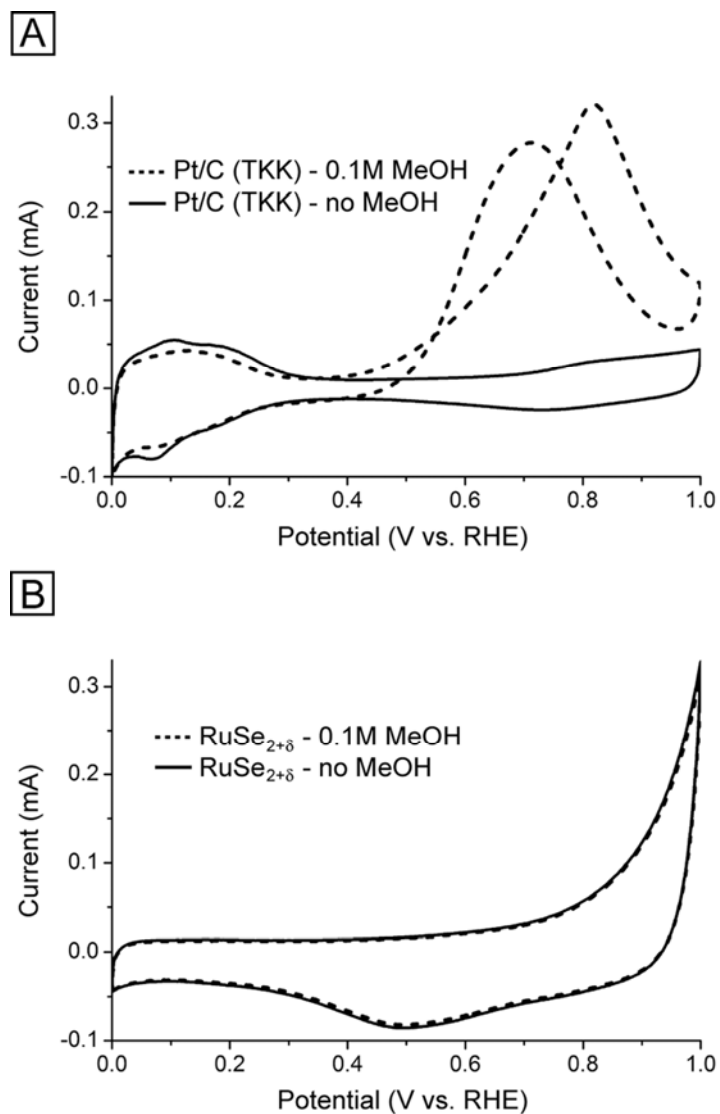 A
Pt/C (TKK) - 0.1M MeOH
Pt/C (TKK) - no MeOH
Current (mA)
0.3
0.2
0.1
0.0
-0.1
0.0 0.2 0.4 0.6 0.8 1.0
Potential (V vs. RHE)
B
RuSe₂₊δ - 0.1M MeOH
RuSe₂₊δ - no MeOH
Current (mA)
0.3
0.2
0.1
0.0
-0.1
0.0 0.2 0.4 0.6 0.8 1.0
Potential (V vs. RHE)